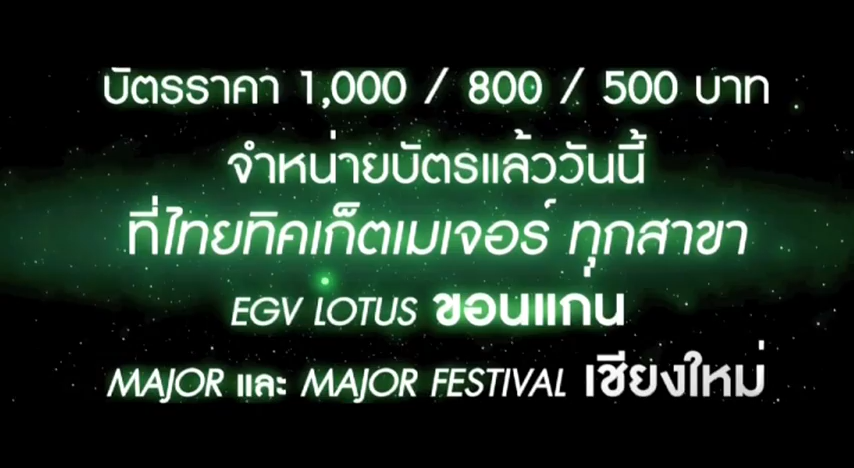 บัตรราคา 1,000 / 800 / 500 บาท
จำหน่ายบัตรแล้ววันนี้
ที่ไทยทิคเก็ตเมเจอร์ ทุกสาขา
EGV LOTUS ขอนแก่น
MAJOR และ MAJOR FESTIVAL เชียงใหม่